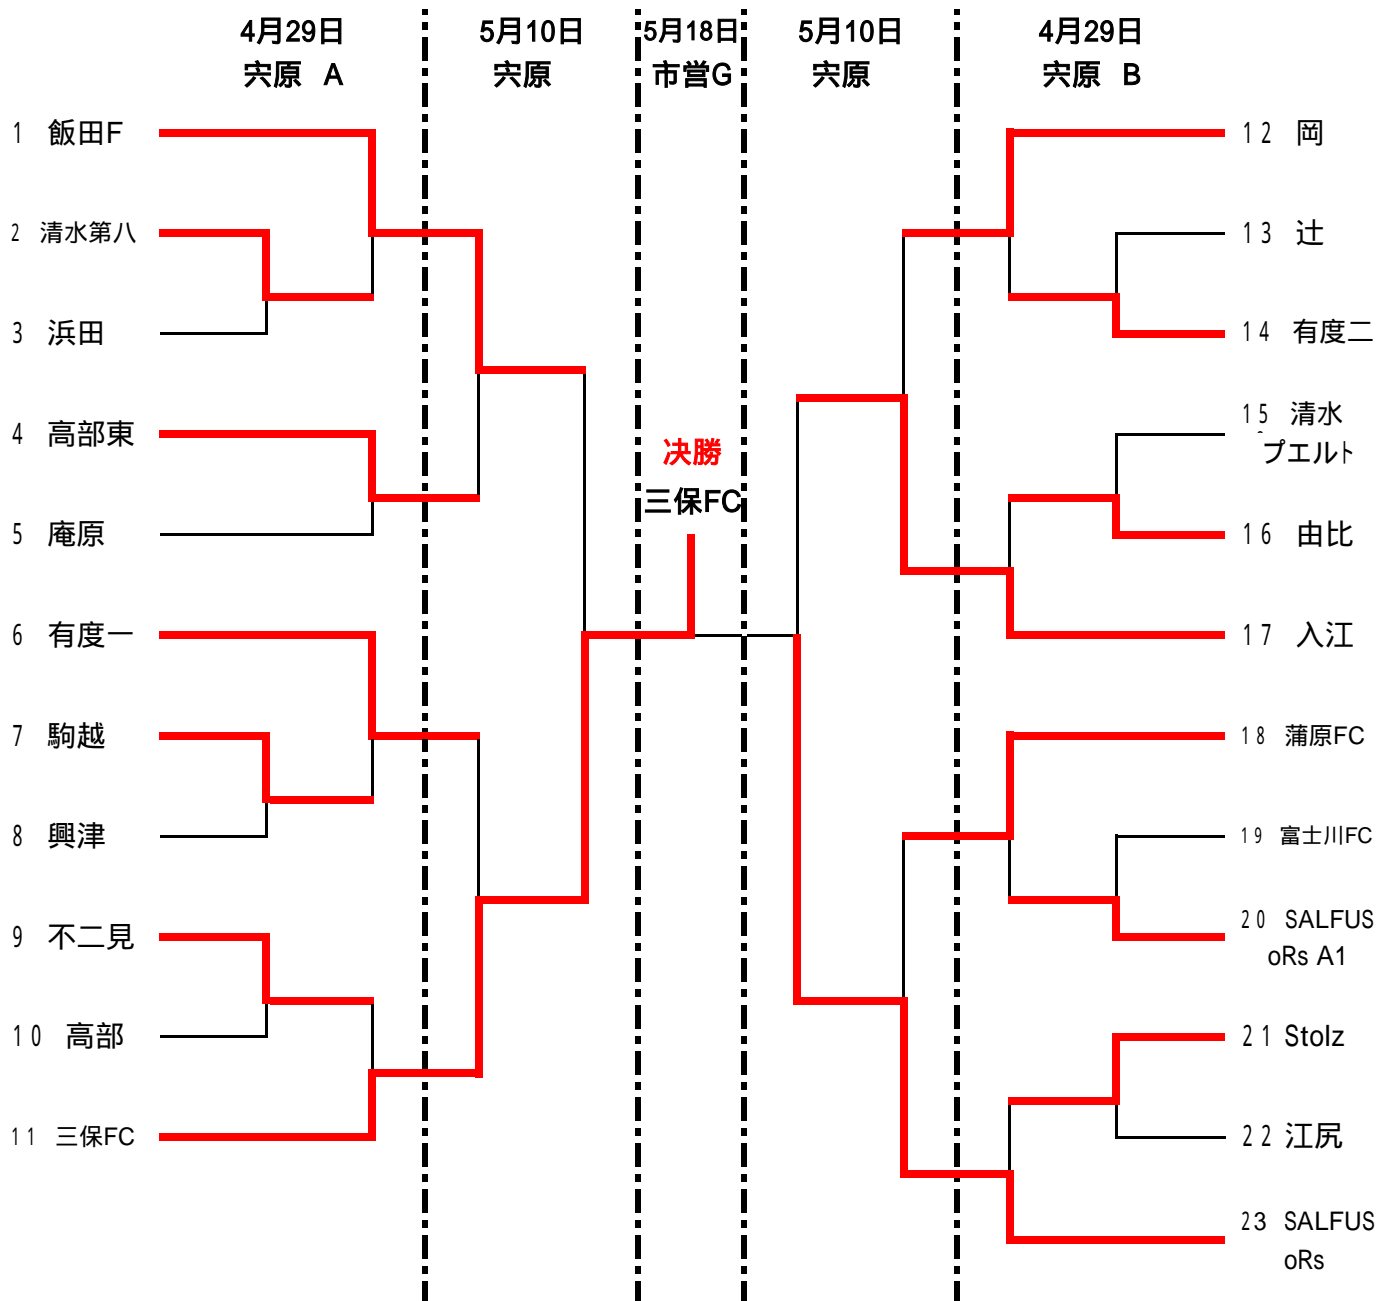 4月29日
宍原 A
5月10日
宍原
5月18日
市営G
5月10日
宍原
4月29日
宍原 B
1 飯田F
2 清水第八
3 浜田
4 高部東
5 庵原
6 有度一
7 駒越
8 興津
9 不二見
10 高部
11 三保FC
決勝
三保FC
12 岡
13 辻
14 有度二
15 清水
プエルト
16 由比
17 入江
18 蒲原FC
19 富士川FC
20 SALFUS
oRs A1
21 Stolz
22 江尻
23 SALFUS
oRs